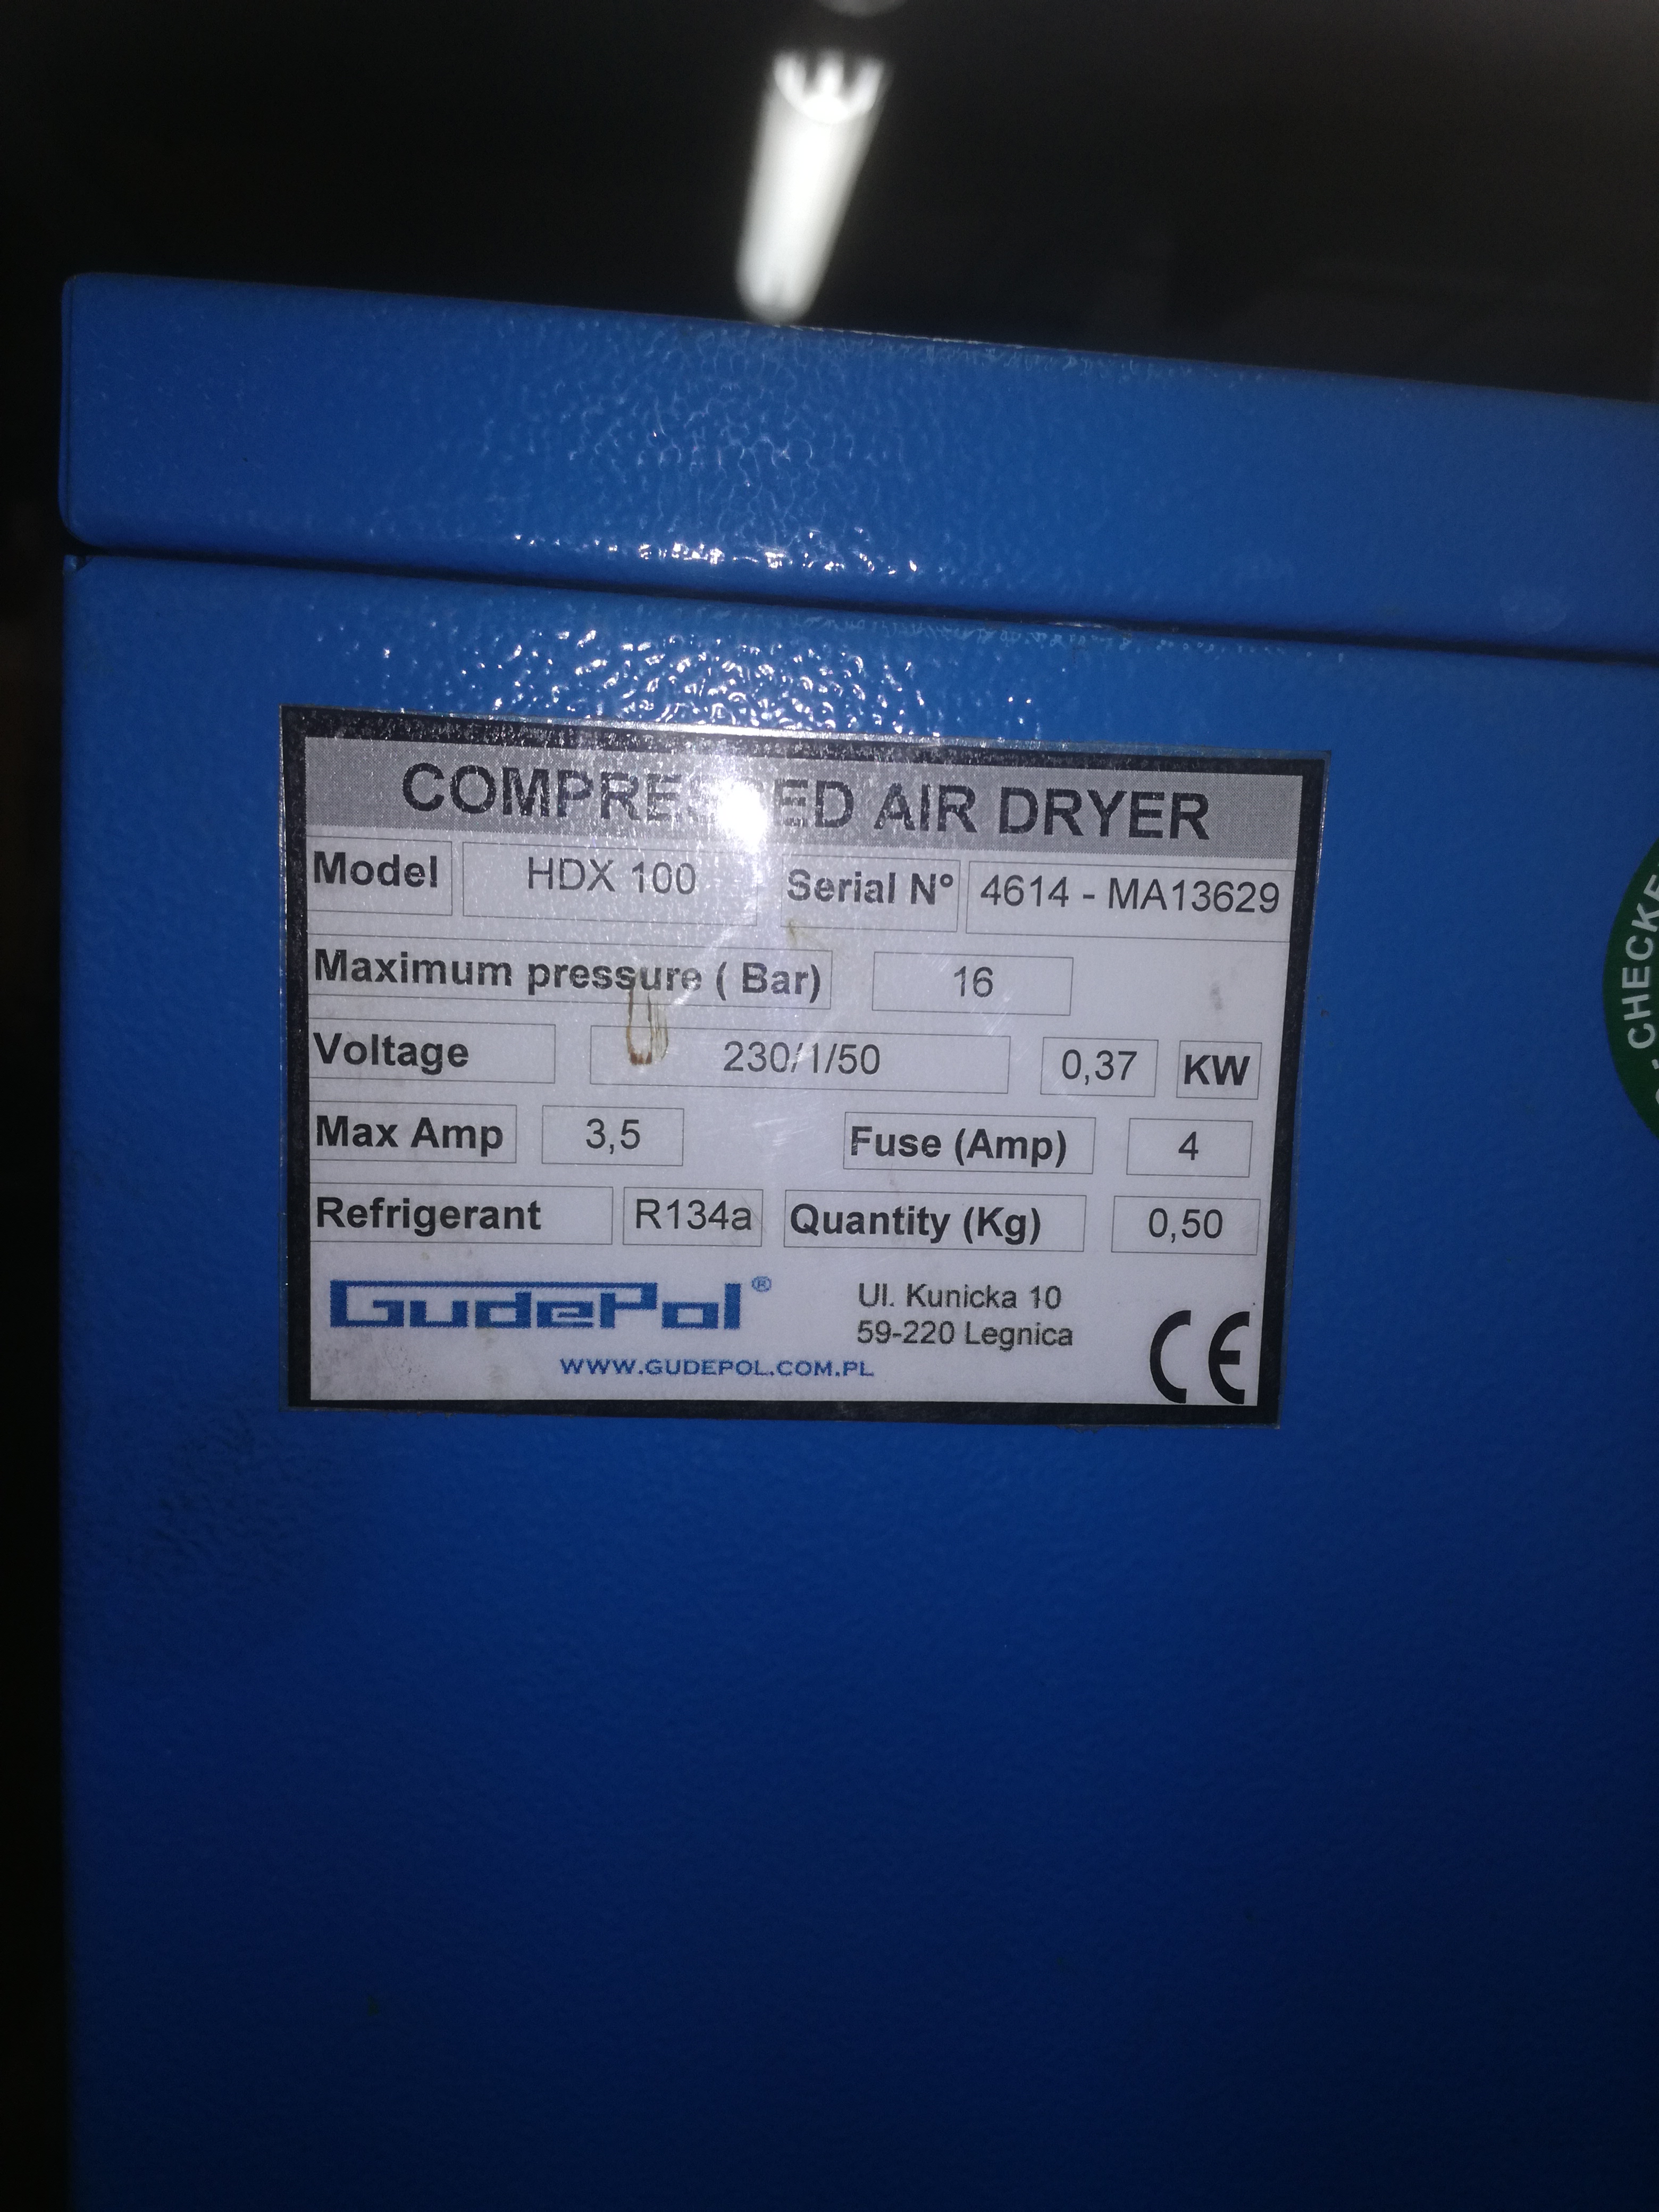 COMPRESSED AIR DRYER
Model HDX 100 Serial Nº 4614 - MA13629
Maximum pressure ( Bar) 16
Voltage 230/1/50 0,37 KW
Max Amp 3,5 Fuse (Amp) 4
Refrigerant R134a Quantity (Kg) 0,50
GudePol®
Ul. Kunicka 10
59-220 Legnica
WWW.GUDEPOL.COM.PL
CE